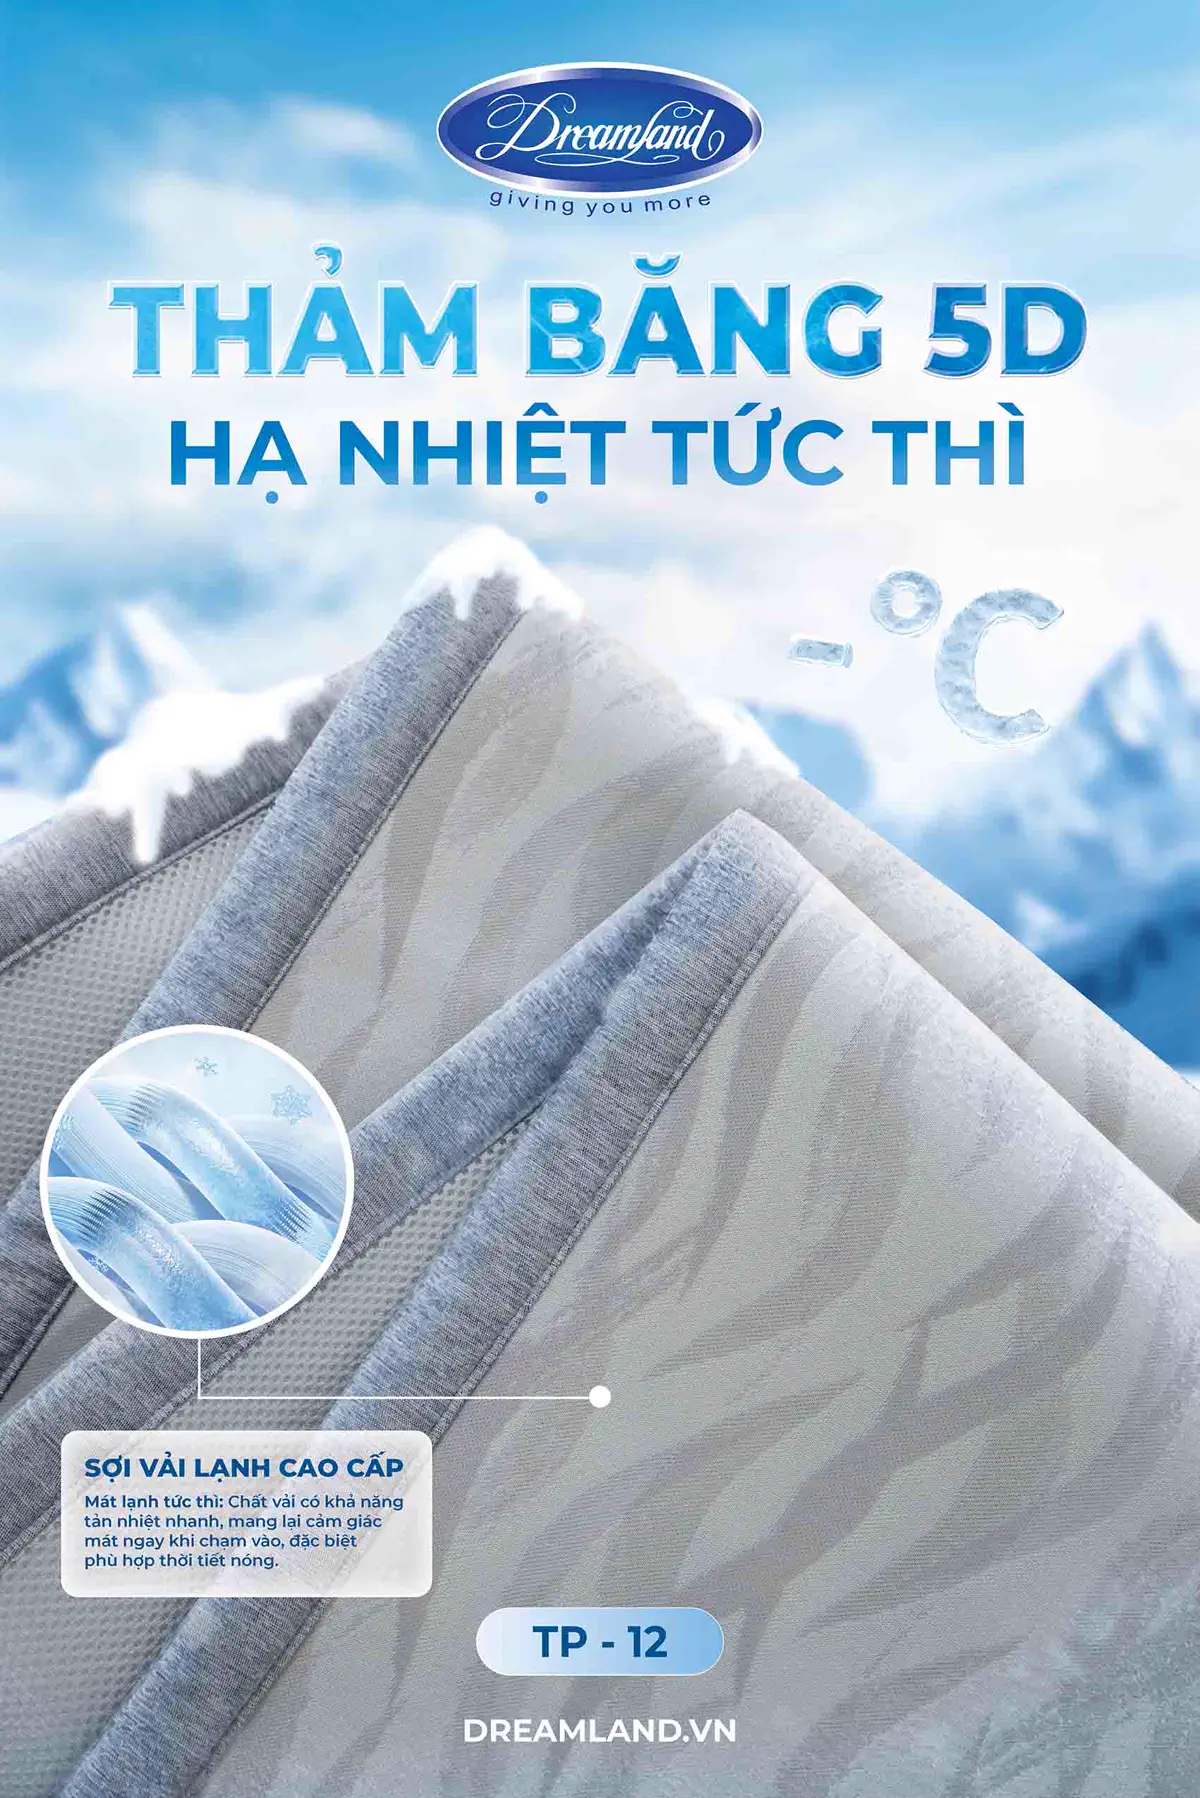 Dreamland
giving you more
THẢM BĂNG 5D
HẠ NHIỆT TỨC THÌ
-°C
SỢI VẢI LẠNH CAO CẤP
Mát lạnh tức thì: Chất vải có khả năng
tản nhiệt nhanh, mang lại cảm giác
mát ngay khi chạm vào, đặc biệt
phù hợp thời tiết nóng.
TP - 12
DREAMLAND.VN